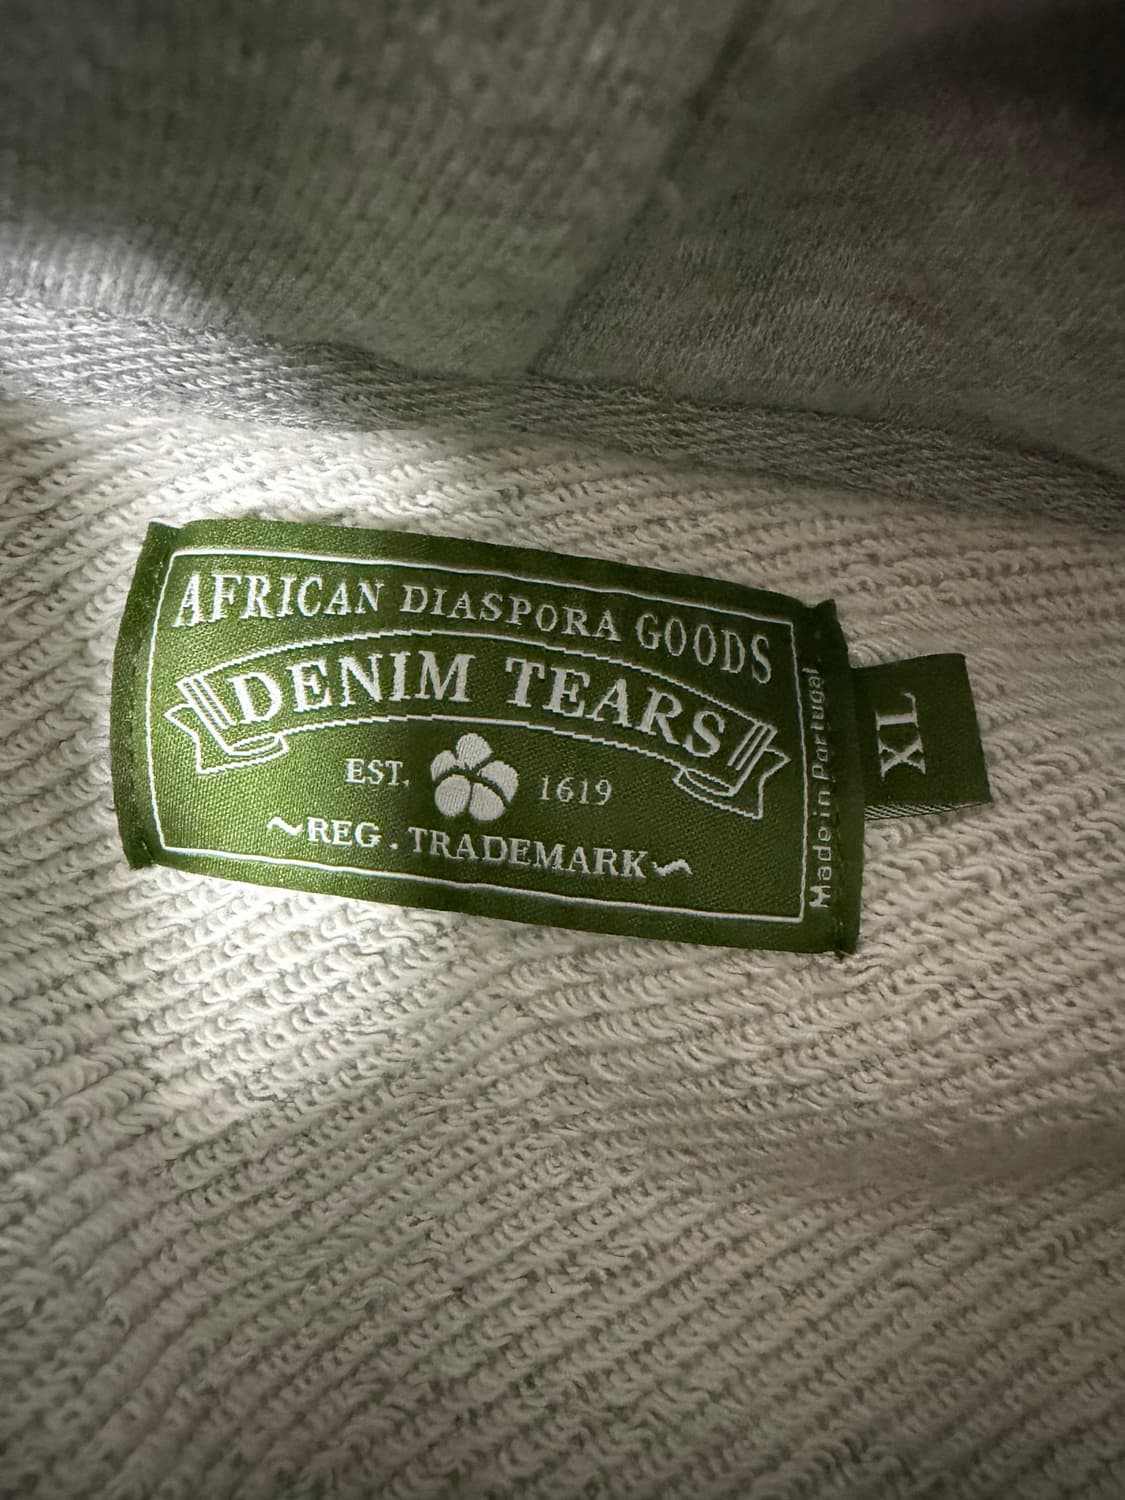 AFRICAN DIASPORA GOODS
DENIM TEARS
EST. 1619
~REG. TRADEMARK~
Made in Portugal
XL